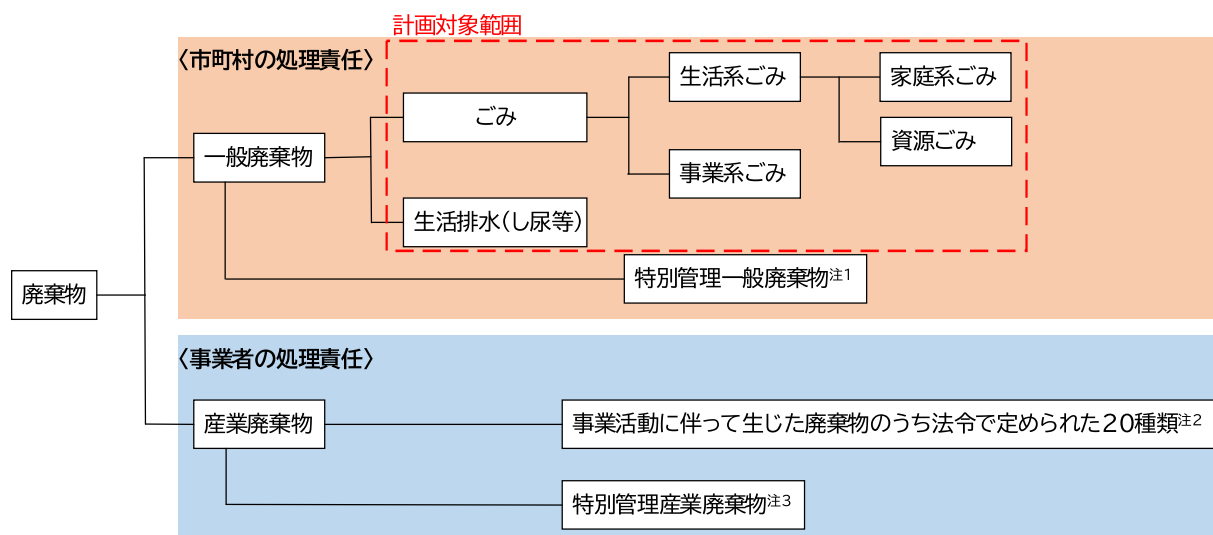 計画対象範囲
〈市町村の処理責任〉
生活系ごみ
家庭系ごみ
ごみ
資源ごみ
一般廃棄物
事業系ごみ
生活排水(し尿等)
特別管理一般廃棄物注1
廃棄物
〈事業者の処理責任〉
産業廃棄物
事業活動に伴って生じた廃棄物のうち法令で定められた20種類注2
特別管理産業廃棄物注3